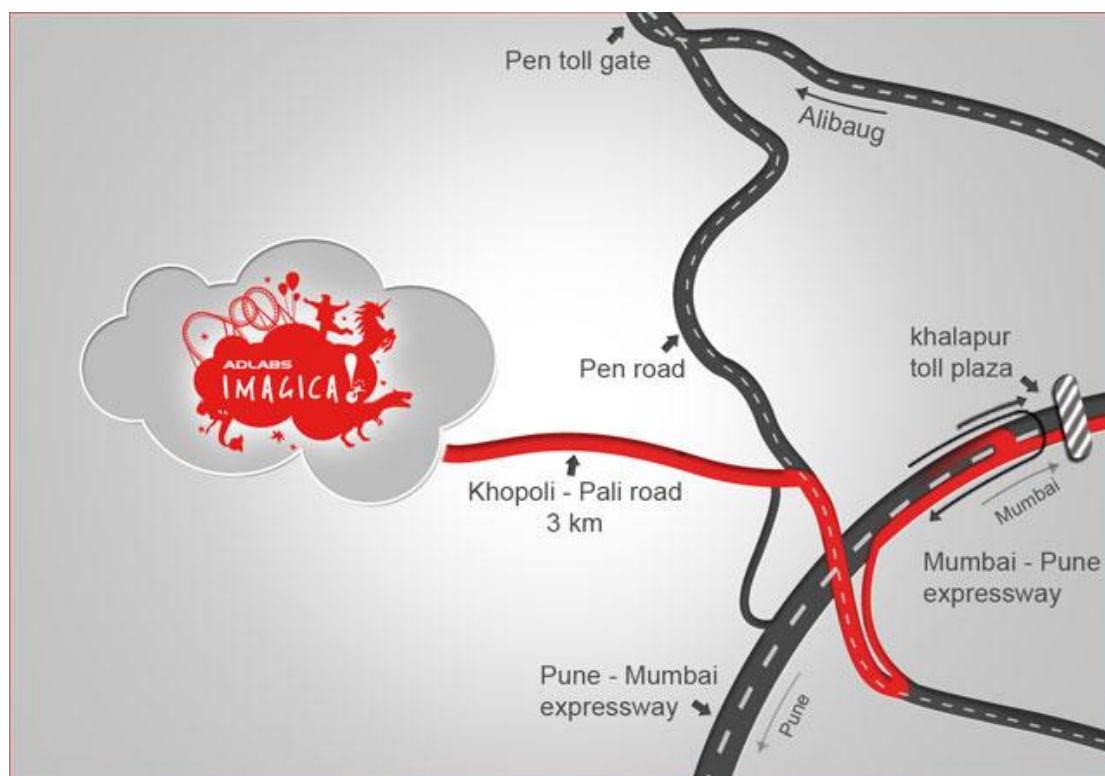 Pen toll gate
Alibaug
ADLABS
IMAGICA!
Pen road
khalapur
toll plaza
Khopoli - Pali road
3 km
Mumbai
Mumbai - Pune
expressway
Pune - Mumbai
expressway
Pune